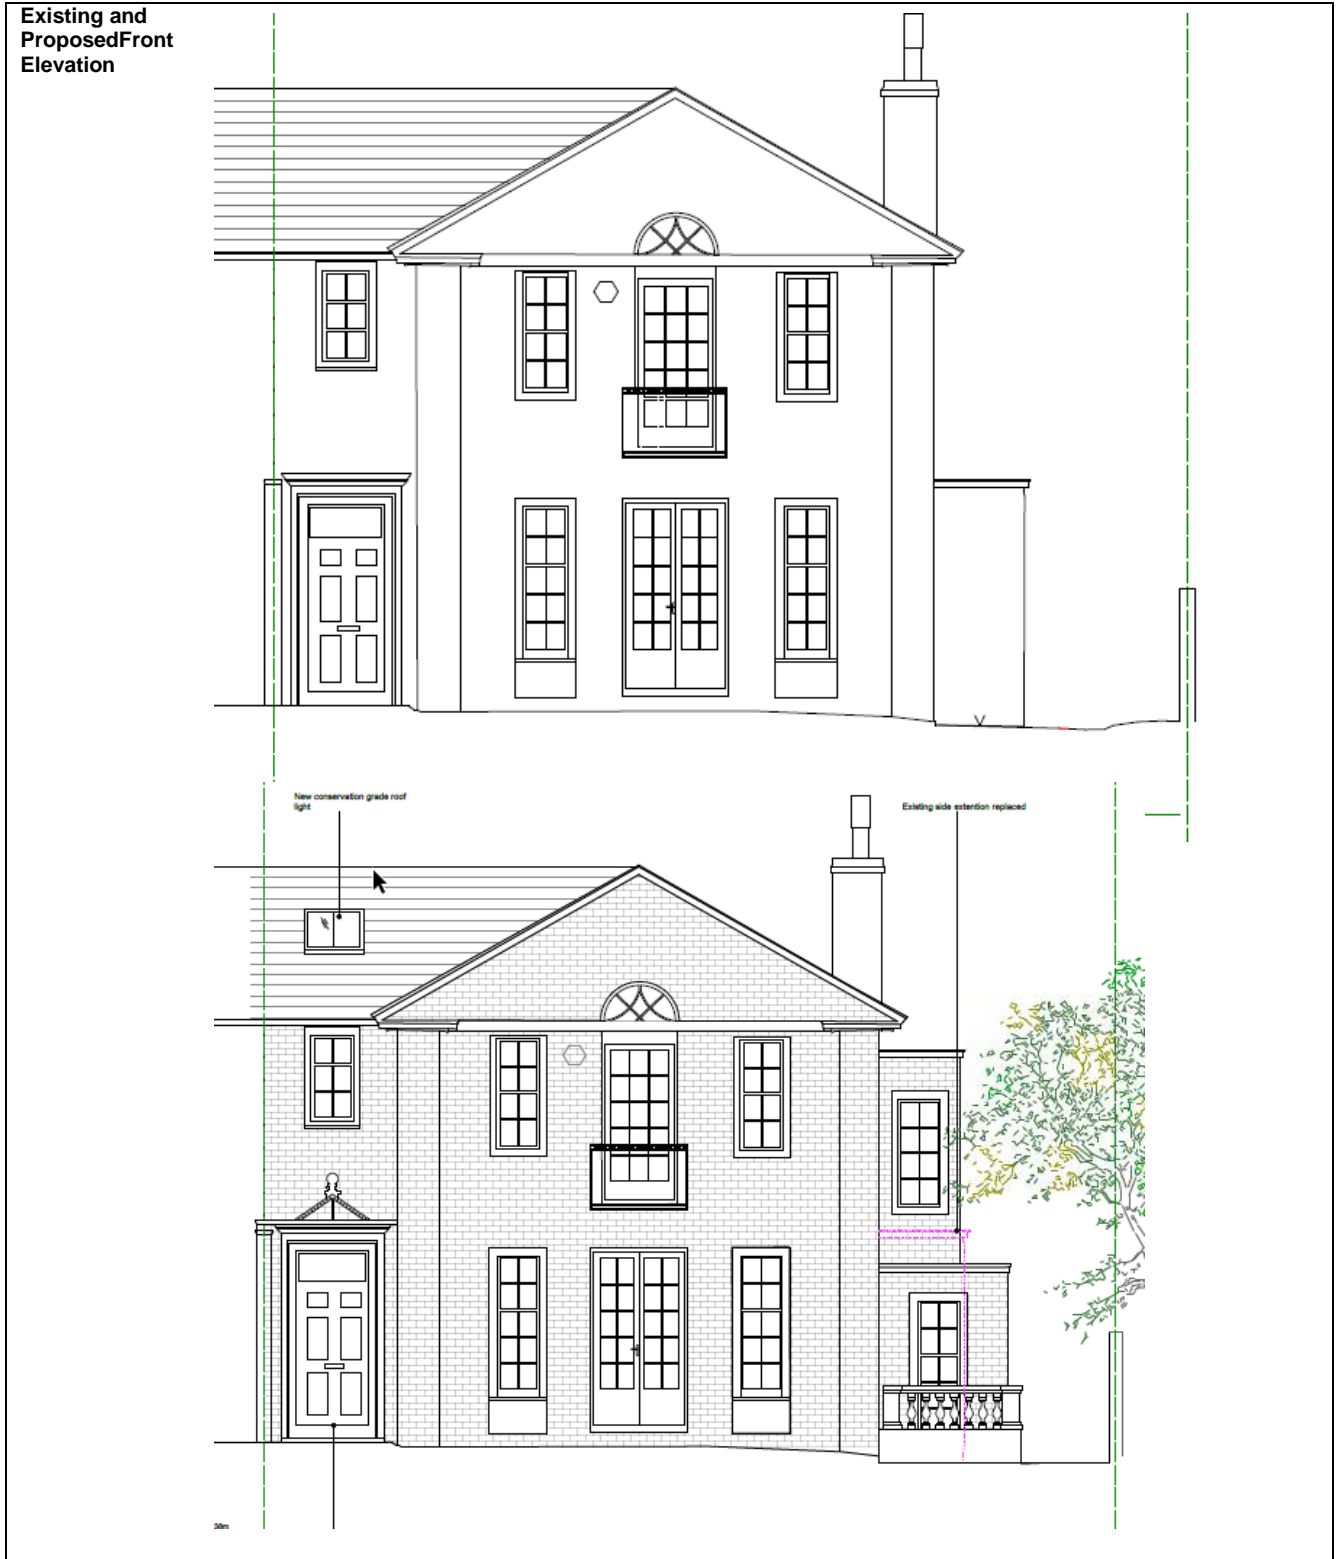 Existing and
ProposedFront
Elevation
New conservation grade roof
light
Existing side extention replaced